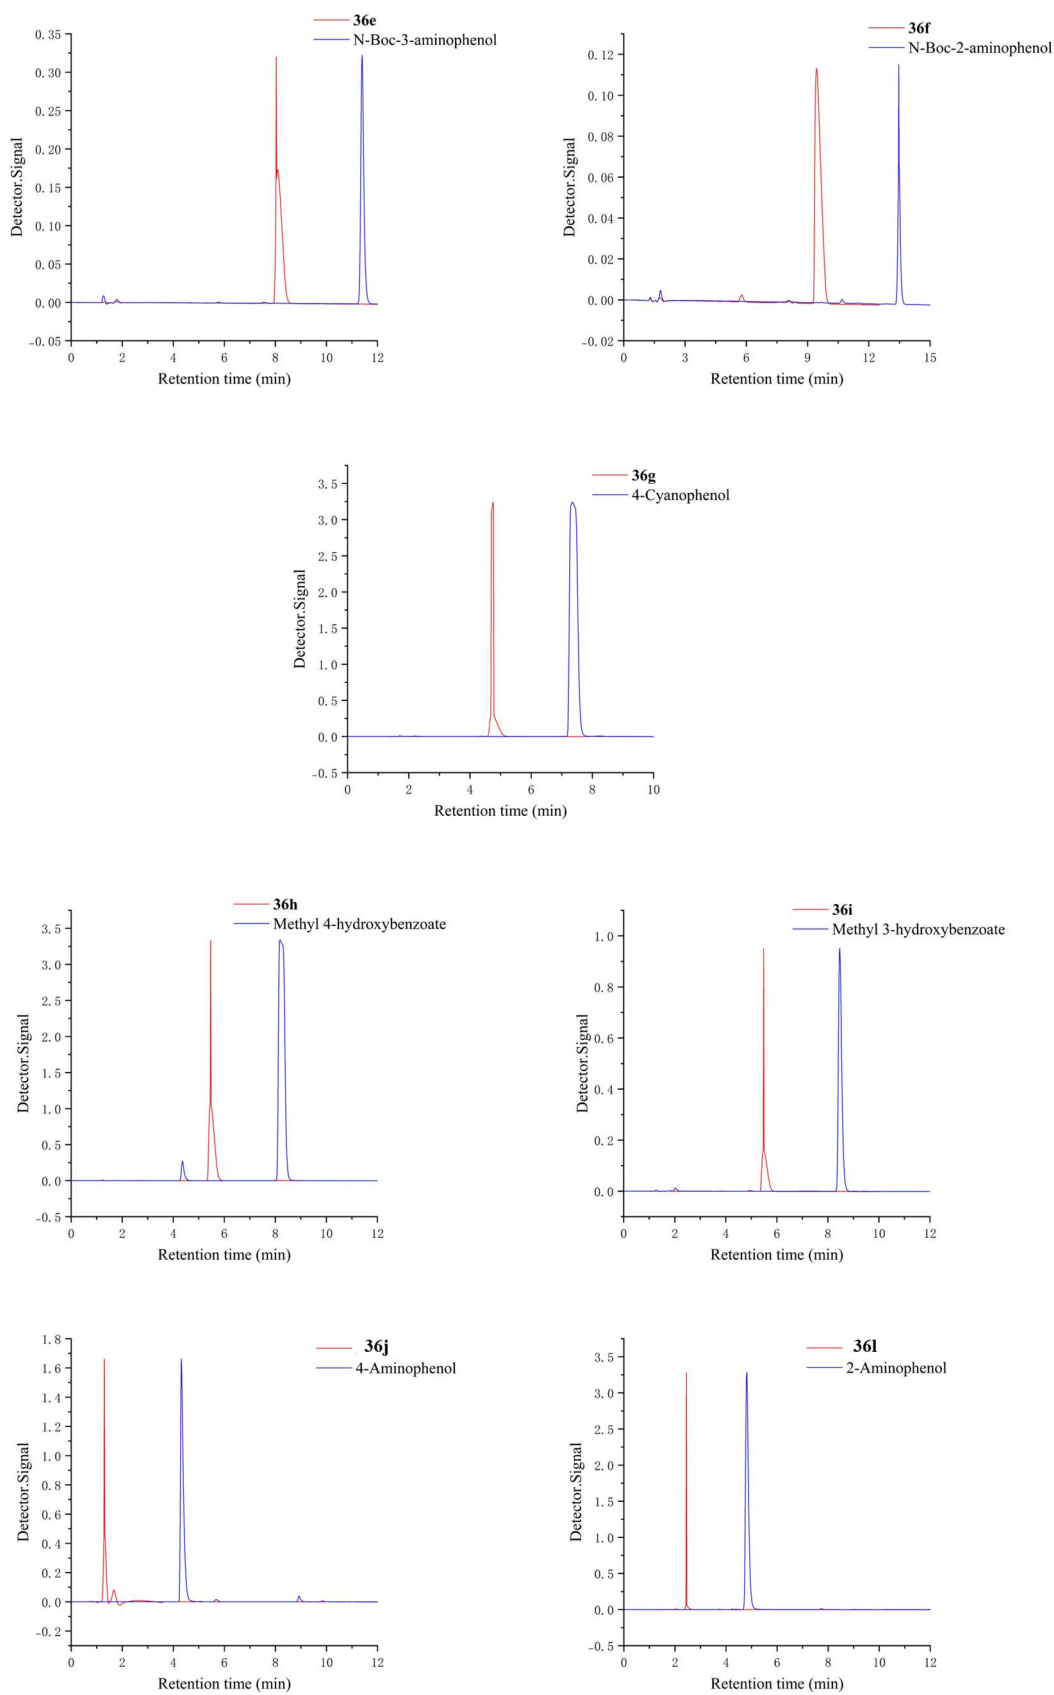 36e
N-Boc-3-aminophenol
0.35
0.30
0.25
0.20
0.15
0.10
0.05
0.00
-0.05
Detector.Signal
0 2 4 6 8 10 12
Retention time (min)
36f
N-Boc-2-aminophenol
0.12
0.10
0.08
0.06
0.04
0.02
0.00
-0.02
Detector.Signal
0 3 6 9 12 15
Retention time (min)
36g
4-Cyanophenol
3.5
3.0
2.5
2.0
1.5
1.0
0.5
0.0
-0.5
Detector.Signal
0 2 4 6 8 10
Retention time (min)
36h
Methyl 4-hydroxybenzoate
3.5
3.0
2.5
2.0
1.5
1.0
0.5
0.0
-0.5
Detector.Signal
0 2 4 6 8 10 12
Retention time (min)
36i
Methyl 3-hydroxybenzoate
1.0
0.8
0.6
0.4
0.2
0.0
Detector.Signal
0 2 4 6 8 10 12
Retention time (min)
36j
4-Aminophenol
1.8
1.6
1.4
1.2
1.0
0.8
0.6
0.4
0.2
0.0
-0.2
Detector.Signal
0 2 4 6 8 10 12
Retention time (min)
36l
2-Aminophenol
3.5
3.0
2.5
2.0
1.5
1.0
0.5
0.0
-0.5
Detector.Signal
0 2 4 6 8 10 12
Retention time (min)